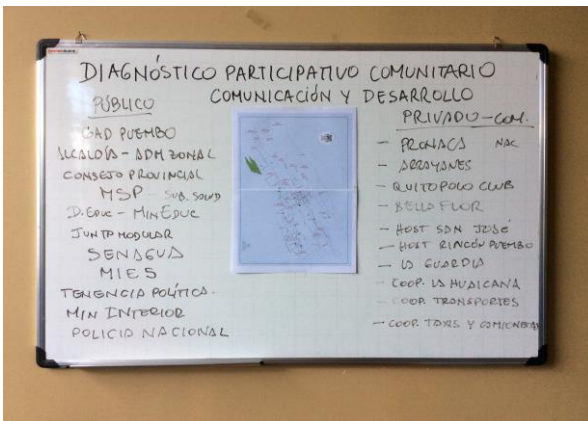 DIAGNÓSTICO PARTICIPATIVO COMUNITARIO
COMUNICACIÓN Y DESARROLLO
PÚBLICO
GAD PUEMBO
ALCALDÍA - ADM ZONAL
CONSEJO PROVINCIAL
MSP - SUB. SALUD
D. EDUC - MINEDUC
JUNTA MODULAR
SENAGUA
MIES
TENENCIA POLÍTICA.
MIN INTERIOR
POLICIA NACIONAL
PRIVADO - COM.
- PRONACA NAC
- ARRAYANES
- QUITO POLO CLUB
- BELLA FLOR
- HOST SAN JOSÉ
- HOST RINCÓN PUEMBO
- LA GUARDIA
- COOP. LA HUAICANA
- COOP. TRANSPORTES
- COOP. TAXIS Y CAMIONETAS